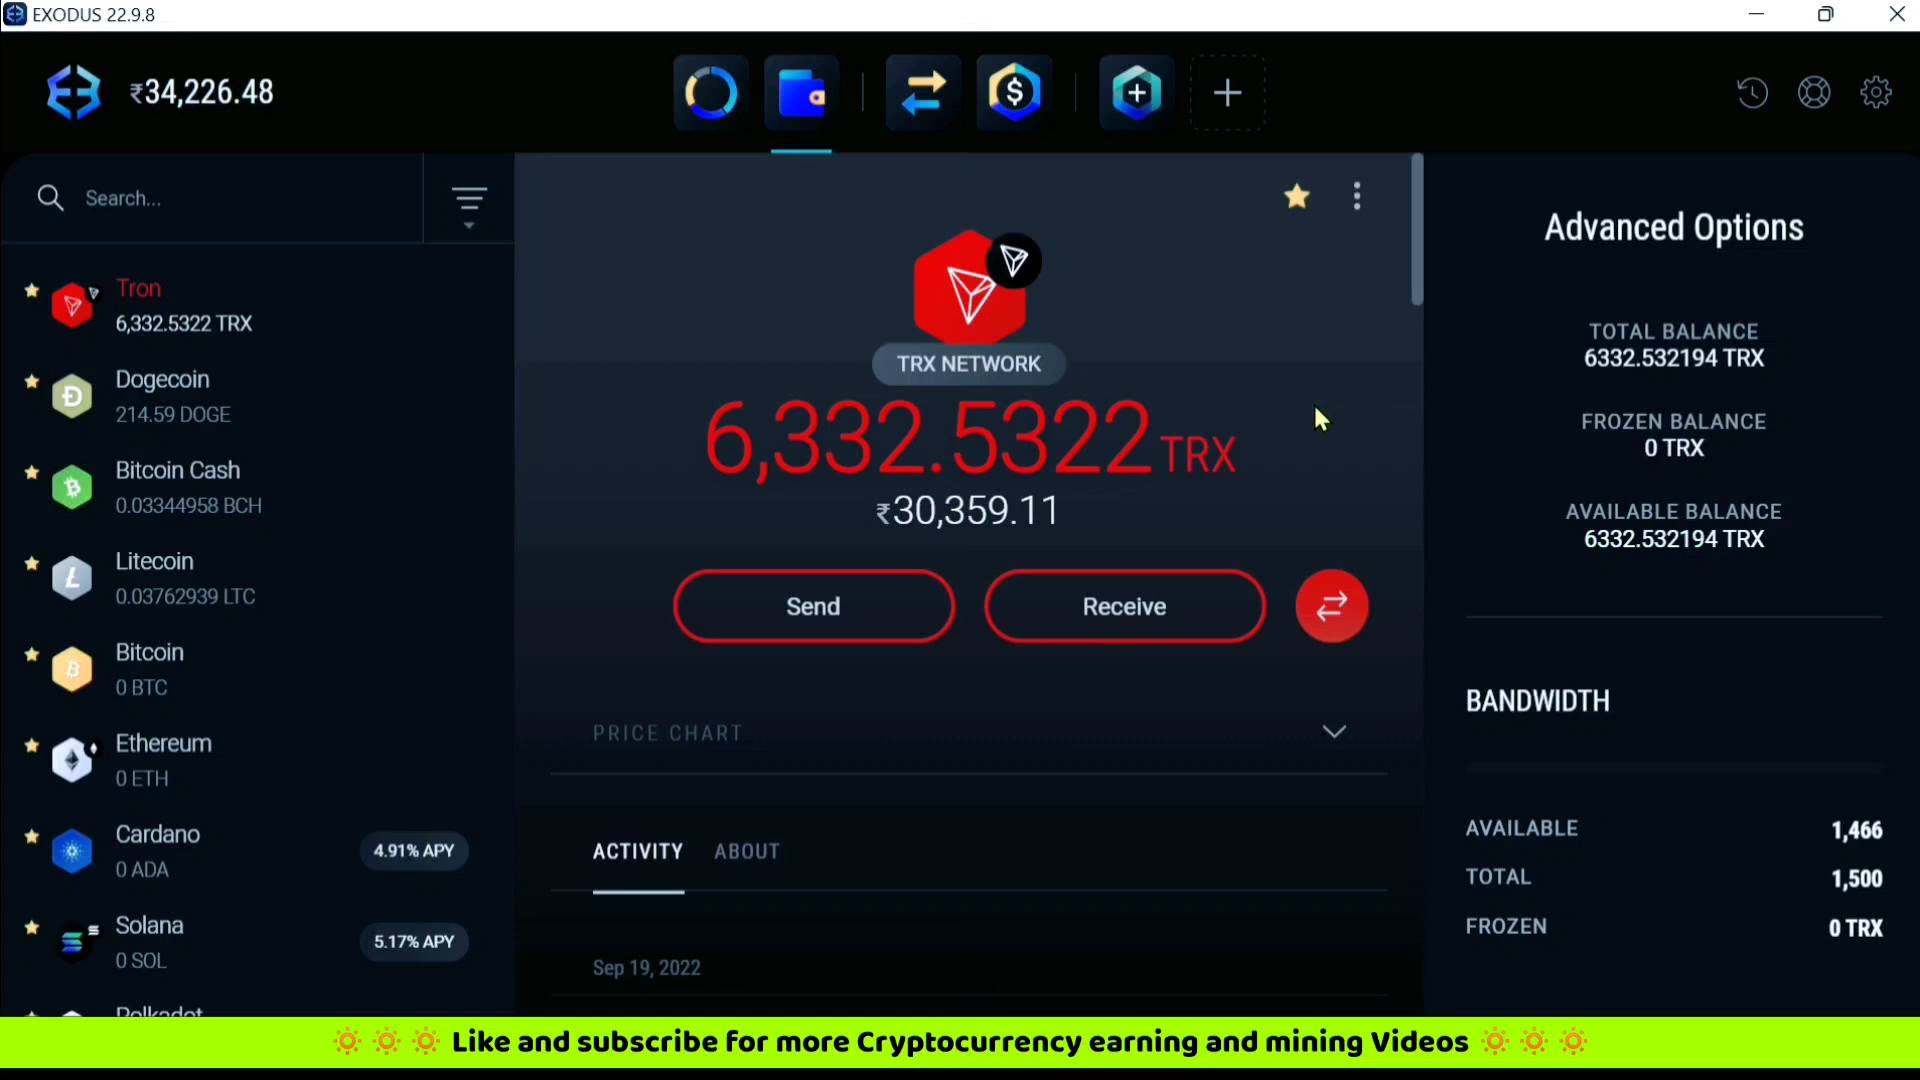 EXODUS 22.9.8
₹34,226.48
Search...
Tron
6,332.5322 TRX
Dogecoin
214.59 DOGE
Bitcoin Cash
0.03344958 BCH
Litecoin
0.03762939 LTC
Bitcoin
0 BTC
Ethereum
0 ETH
Cardano
0 ADA
4.91% APY
Solana
0 SOL
5.17% APY
Polkadot
TRX NETWORK
6,332.5322 TRX
₹30,359.11
Send
Receive
PRICE CHART
ACTIVITY ABOUT
Sep 19, 2022
Advanced Options
TOTAL BALANCE
6332.532194 TRX
FROZEN BALANCE
0 TRX
AVAILABLE BALANCE
6332.532194 TRX
BANDWIDTH
AVAILABLE 1,466
TOTAL 1,500
FROZEN 0 TRX
Like and subscribe for more Cryptocurrency earning and mining Videos